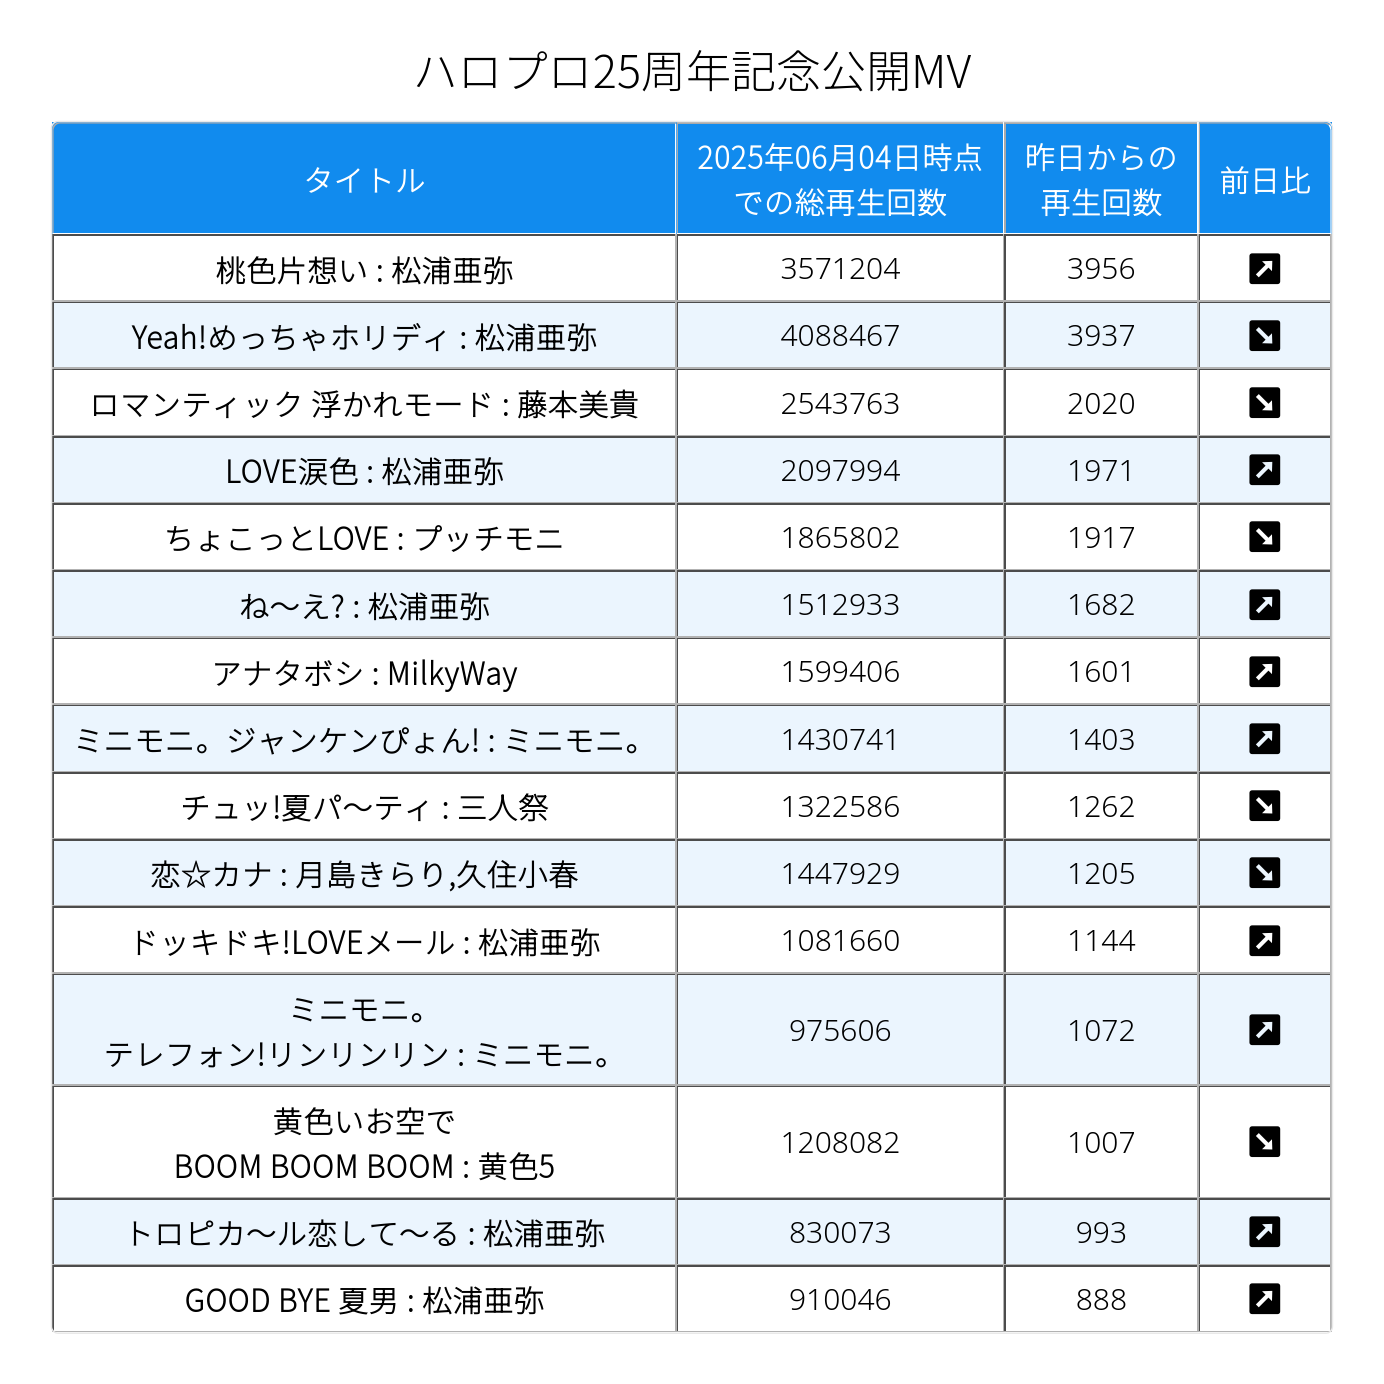 ハロプロ25周年記念公開MV
タイトル
2025年06月04日時点
での総再生回数
昨日からの
再生回数
前日比
桃色片想い : 松浦亜弥 3571204 3956
Yeah!めっちゃホリディ : 松浦亜弥 4088467 3937
ロマンティック 浮かれモード : 藤本美貴 2543763 2020
LOVE涙色 : 松浦亜弥 2097994 1971
ちょこっとLOVE : プッチモニ 1865802 1917
ね〜え? : 松浦亜弥 1512933 1682
アナタボシ : MilkyWay 1599406 1601
ミニモニ。ジャンケンぴょん! : ミニモニ。 1430741 1403
チュッ!夏パ〜ティ : 三人祭 1322586 1262
恋☆カナ : 月島きらり,久住小春 1447929 1205
ドッキドキ!LOVEメール : 松浦亜弥 1081660 1144
ミニモニ。
テレフォン!リンリンリン : ミニモニ。 975606 1072
黄色いお空で
BOOM BOOM BOOM : 黄色5 1208082 1007
トロピカ〜ル恋して〜る : 松浦亜弥 830073 993
GOOD BYE 夏男 : 松浦亜弥 910046 888